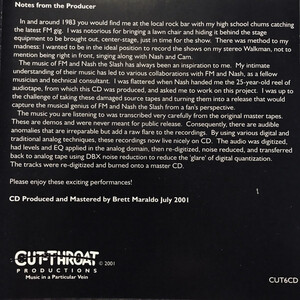 Notes from the Producer
In and around 1983 you would find me at the local rock bar with my high school chums catching
the latest FM gig. I was notorious for bringing a lawn chair and hiding it behind the stage
equipment to be brought out, center-stage, just in time for the show. There was method to my
madness: I wanted to be in the ideal position to record the shows on my stereo Walkman, not to
mention being right in front, singing along with Nash and Cam.
The music of FM and Nash the Slash has always been an inspiration to me. My intimate
understanding of their music has led to various collaborations with FM and Nash, as a fellow
musician and technical consultant. I was flattered when Nash handed me the 25-year-old reel of
audiotape, from which this CD was produced, and asked me to work on this project. I was up to
the challenge of taking these damaged source tapes and turning them into a release that would
capture the musical genius of FM and Nash the Slash from a fan's perspective.
The music you are listening to was transcribed very carefully from the original master tapes.
These are demos and were never meant for public release. Consequently, there are audible
anomalies that are irreparable but add a raw flare to the recordings. By using various digital and
traditional analog techniques, these recordings now live nicely on CD. The audio was digitized,
had levels and EQ applied in the analog domain, then re-digitized, noise reduced, and transferred
back to analog tape using DBX noise reduction to reduce the 'glare' of digital quantization.
The tracks were re-digitized and burned onto a master CD.
Please enjoy these exciting performances!
CD Produced and Mastered by Brett Maraldo July 2001
CUT-THROAT
© 2001
PRODUCTIONS
Music in a Particular Vein
CUT6CD